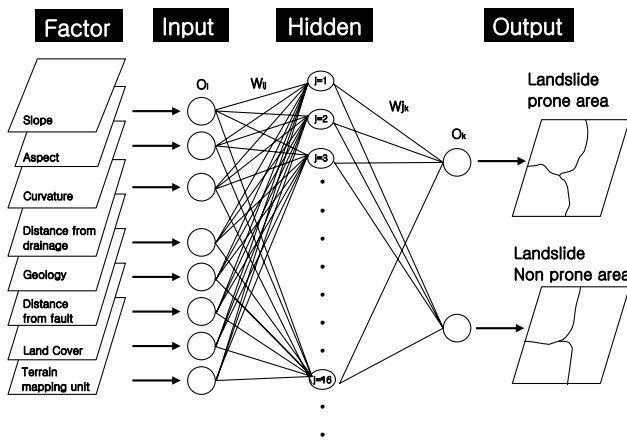 Factor
Input
Hidden
Output
Slope
Aspect
Curvature
Distance from
drainage
Geology
Distance
from fault
Land Cover
Terrain
mapping unit
Oi
Wij
j=1
j=2
j=3
j=16
Wjk
Ok
Landslide
prone area
Landslide
Non prone area